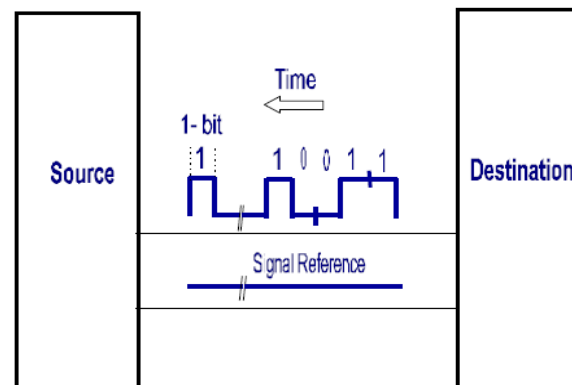 Time
1- bit
1 1 0 0 1 1
Source
Destination
Signal Reference